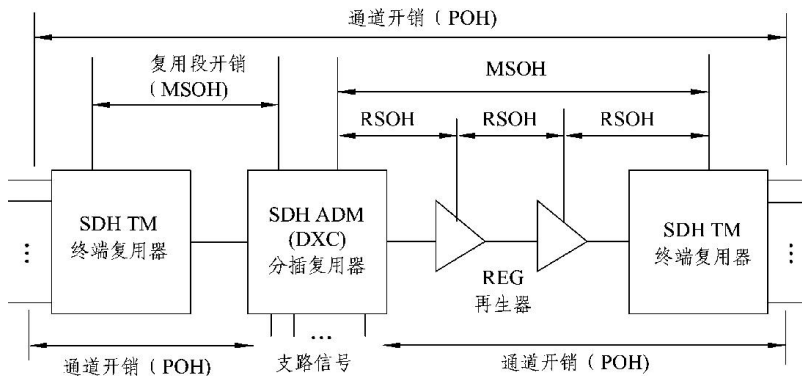 通道开销 ( POH )
复用段开销
( MSOH)
MSOH
RSOH
RSOH
RSOH
SDH TM
终端复用器
⋮
SDH ADM
(DXC)
分插复用器
REG
再生器
SDH TM
终端复用器
⋮
通道开销 ( POH )
…
支路信号
通道开销 ( POH )